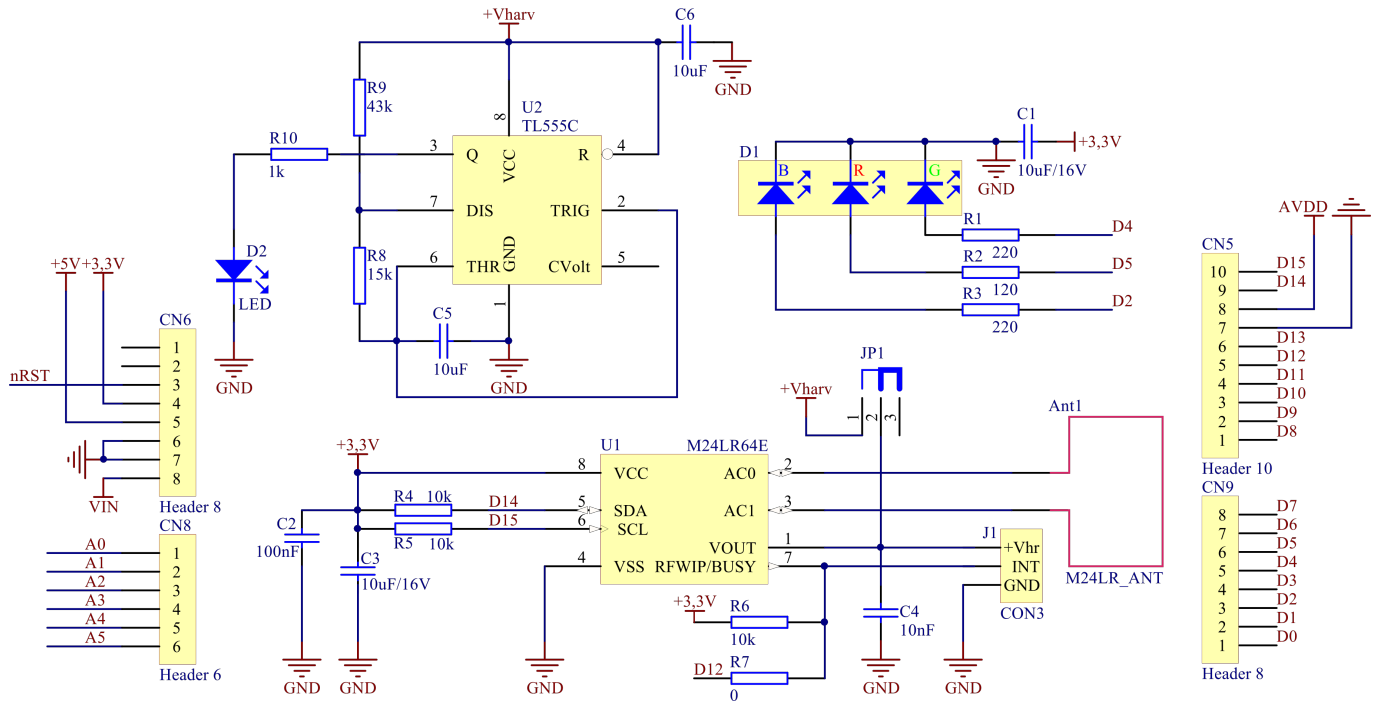 +Vharv
C6
10uF
GND
R9
43k
U2
TL555C
8
VCC
R10
1k
3
Q
R
4
7
DIS
TRIG
2
6
THR
GND
CVolt
5
1
R8
15k
C5
10uF
GND
D2
LED
GND
C1
10uF/16V
+3,3V
GND
D1
B
R
G
R1
220
D4
R2
120
D5
R3
220
D2
+5V
+3,3V
CN6
1
2
nRST
3
4
5
6
7
8
VIN
Header 8
CN8
A0
1
A1
2
A2
3
A3
4
A4
5
A5
6
Header 6
+3,3V
C2
100nF
GND
C3
10uF/16V
GND
R4
10k
D14
R5
10k
D15
U1
M24LR64E
8
VCC
AC0
2
5
SDA
AC1
3
6
SCL
VOUT
1
4
VSS
RFWIP/BUSY
7
GND
+Vharv
JP1
1
2
3
+3,3V
R6
10k
D12
R7
0
C4
10nF
GND
J1
+Vhr
INT
GND
CON3
GND
Ant1
M24LR_ANT
AVDD
CN5
10
D15
9
D14
8
7
6
D13
5
D12
4
D11
3
D10
2
D9
1
D8
Header 10
CN9
8
D7
7
D6
6
D5
5
D4
4
D3
3
D2
2
D1
1
D0
Header 8